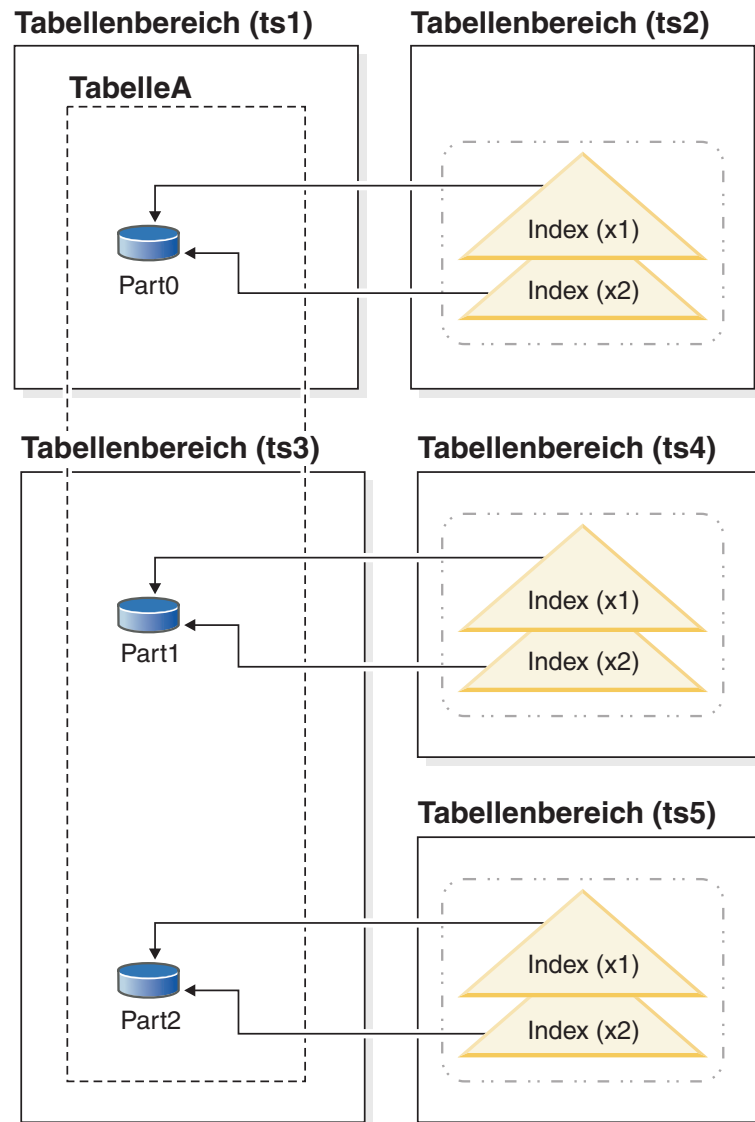 Tabellenbereich (ts1)
Tabellenbereich (ts2)
TabelleA
Part0
Index (x1)
Index (x2)
Tabellenbereich (ts3)
Tabellenbereich (ts4)
Part1
Index (x1)
Index (x2)
Tabellenbereich (ts5)
Part2
Index (x1)
Index (x2)